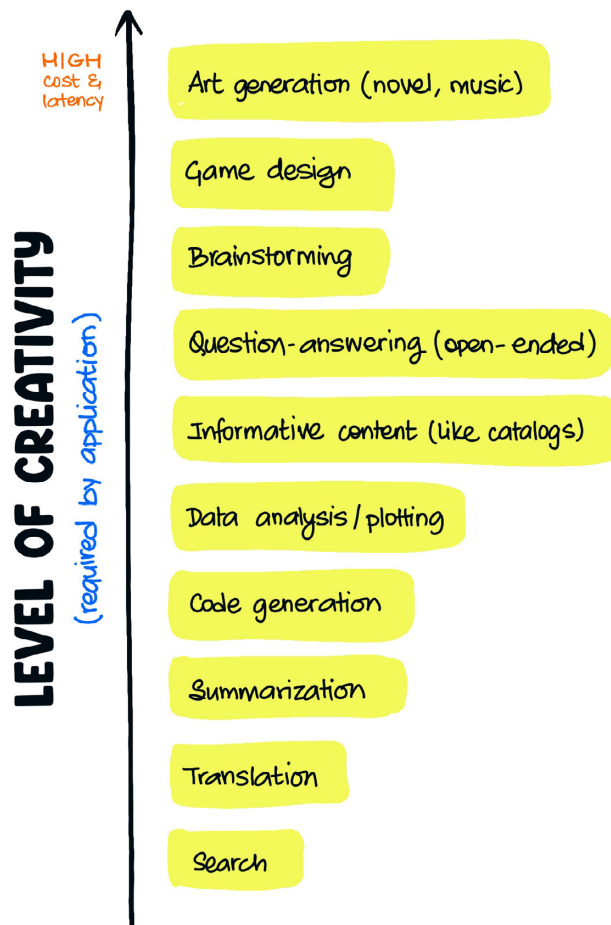 HIGH
cost &
latency
LEVEL OF CREATIVITY
(required by application)
Art generation (novel, music)
Game design
Brainstorming
Question-answering (open-ended)
Informative content (like catalogs)
Data analysis/plotting
Code generation
Summarization
Translation
Search